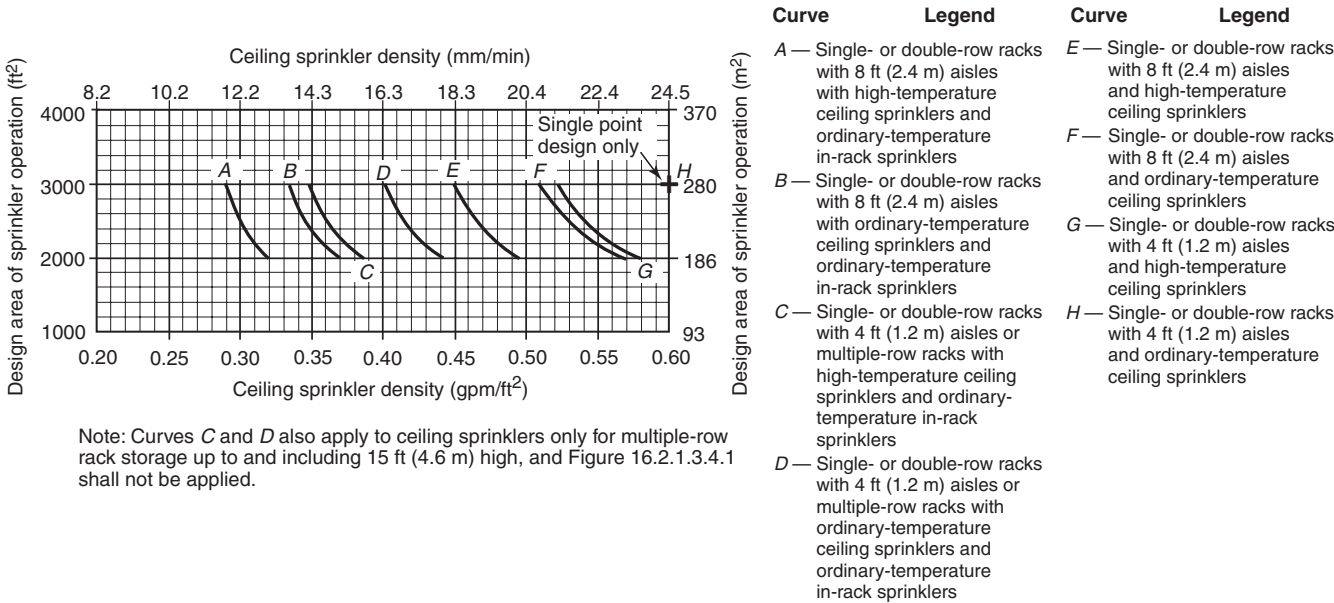 Ceiling sprinkler density (mm/min)
8.2 10.2 12.2 14.3 16.3 18.3 20.4 22.4 24.5
Design area of sprinkler operation (ft2)
4000
3000
2000
1000
Design area of sprinkler operation (m2)
370
280
186
93
Single point
design only
A B D E F H
C G
0.20 0.25 0.30 0.35 0.40 0.45 0.50 0.55 0.60
Ceiling sprinkler density (gpm/ft2)
Note: Curves C and D also apply to ceiling sprinklers only for multiple-row
rack storage up to and including 15 ft (4.6 m) high, and Figure 16.2.1.3.4.1
shall not be applied.
Curve Legend
A — Single- or double-row racks
with 8 ft (2.4 m) aisles
with high-temperature
ceiling sprinklers and
ordinary-temperature
in-rack sprinklers
B — Single- or double-row racks
with 8 ft (2.4 m) aisles
with ordinary-temperature
ceiling sprinklers and
ordinary-temperature
in-rack sprinklers
C — Single- or double-row racks
with 4 ft (1.2 m) aisles or
multiple-row racks with
high-temperature ceiling
sprinklers and ordinary-
temperature in-rack
sprinklers
D — Single- or double-row racks
with 4 ft (1.2 m) aisles or
multiple-row racks with
ordinary-temperature
ceiling sprinklers and
ordinary-temperature
in-rack sprinklers
Curve Legend
E — Single- or double-row racks
with 8 ft (2.4 m) aisles
and high-temperature
ceiling sprinklers
F — Single- or double-row racks
with 8 ft (2.4 m) aisles
and ordinary-temperature
ceiling sprinklers
G — Single- or double-row racks
with 4 ft (1.2 m) aisles
and high-temperature
ceiling sprinklers
H — Single- or double-row racks
with 4 ft (1.2 m) aisles
and ordinary-temperature
ceiling sprinklers